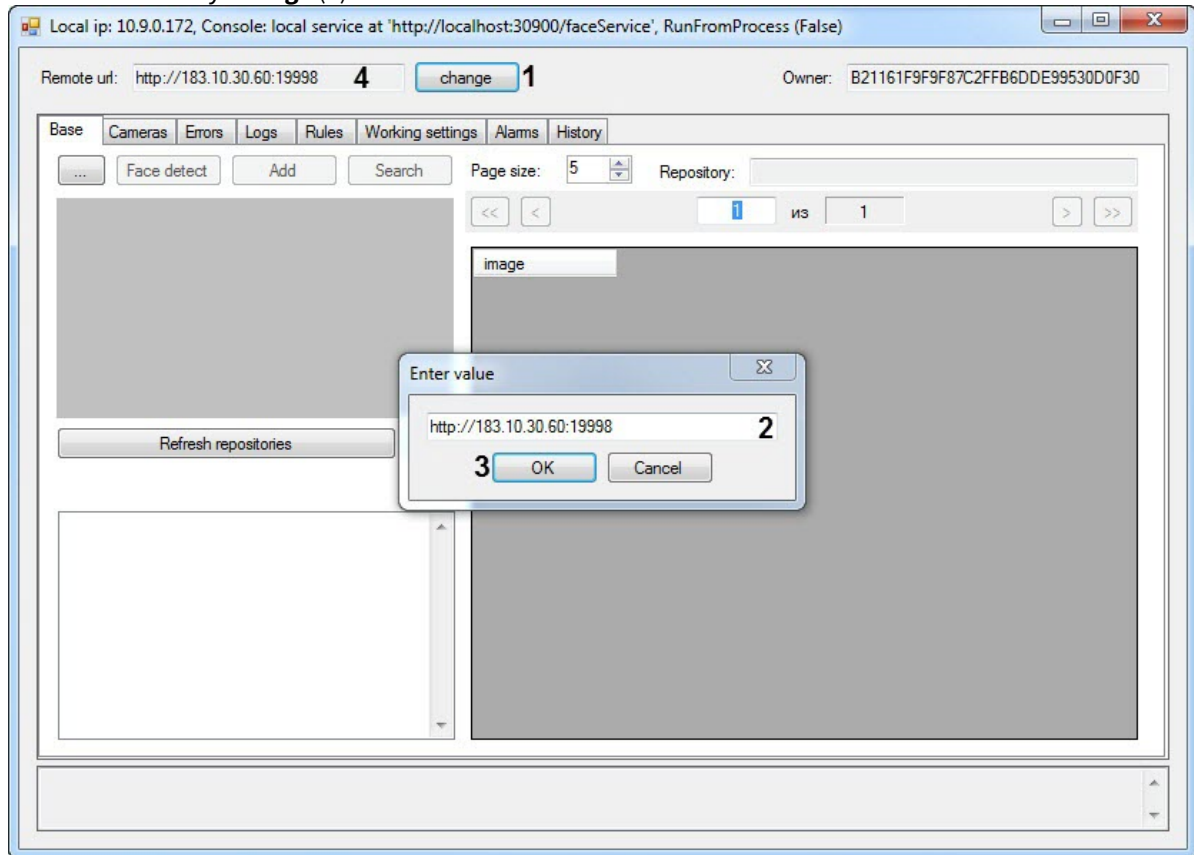 Local ip: 10.9.0.172, Console: local service at 'http://localhost:30900/faceService', RunFromProcess (False)
Remote url: http://183.10.30.60:19998 4 change 1 Owner: B21161F9F9F87C2FFB6DDE99530D0F30
Base Cameras Errors Logs Rules Working settings Alarms History
... Face detect Add Search Page size: 5 Repository:
<< < 1 из 1 > >>
image
Enter value
http://183.10.30.60:19998 2
Refresh repositories
3 OK Cancel